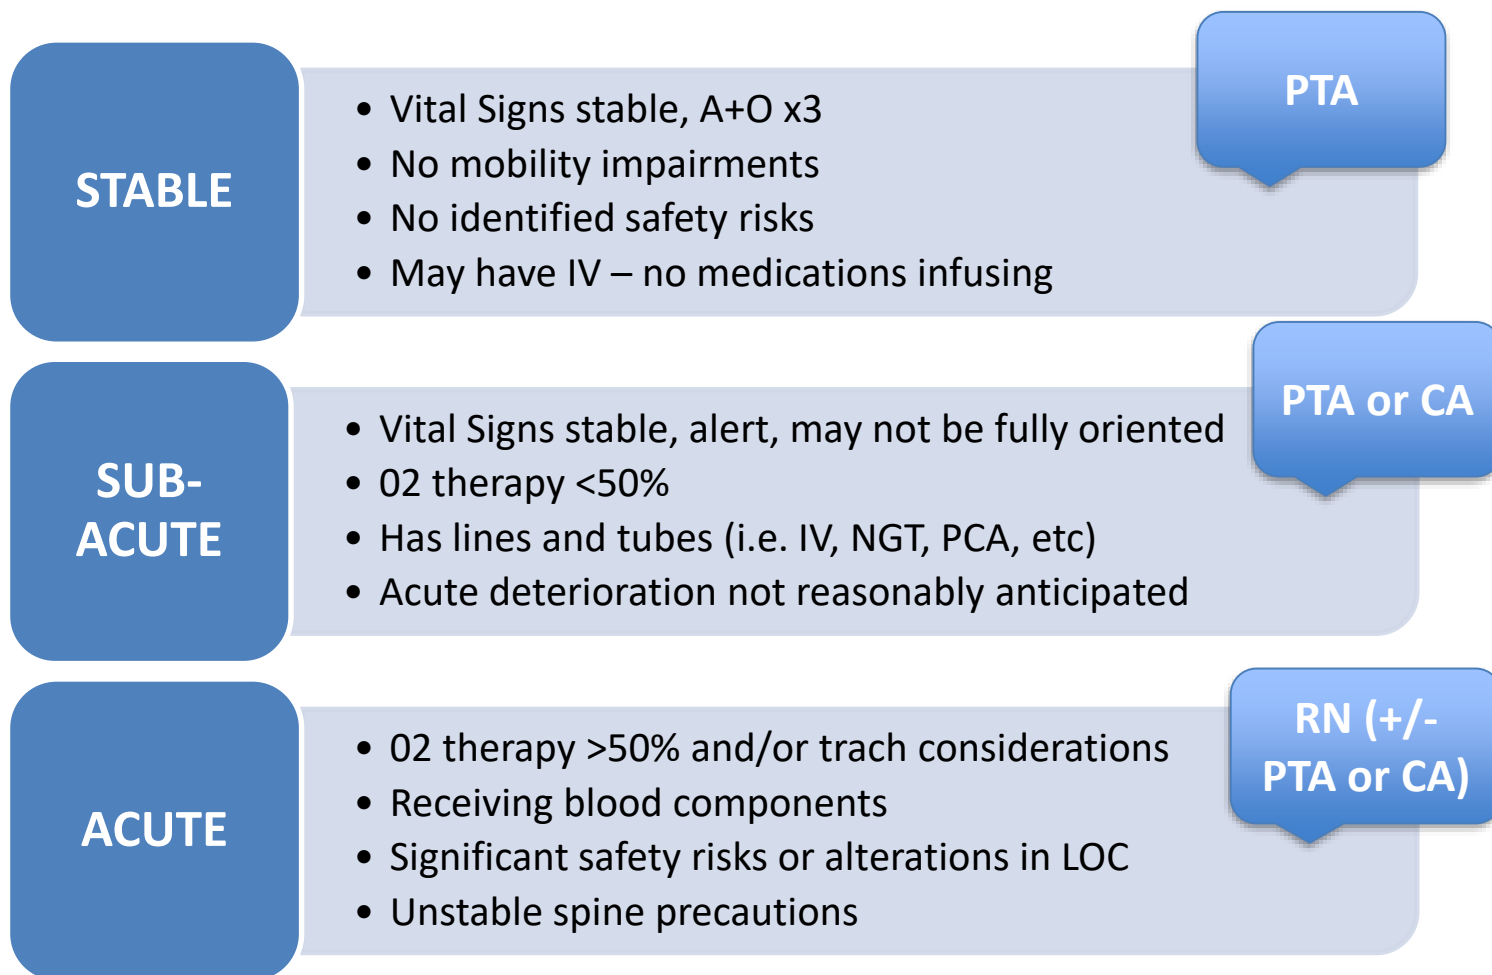 PTA
STABLE
• Vital Signs stable, A+O x3
• No mobility impairments
• No identified safety risks
• May have IV – no medications infusing
PTA or CA
SUB-
ACUTE
• Vital Signs stable, alert, may not be fully oriented
• 02 therapy <50%
• Has lines and tubes (i.e. IV, NGT, PCA, etc)
• Acute deterioration not reasonably anticipated
RN (+/-
PTA or CA)
ACUTE
• 02 therapy >50% and/or trach considerations
• Receiving blood components
• Significant safety risks or alterations in LOC
• Unstable spine precautions